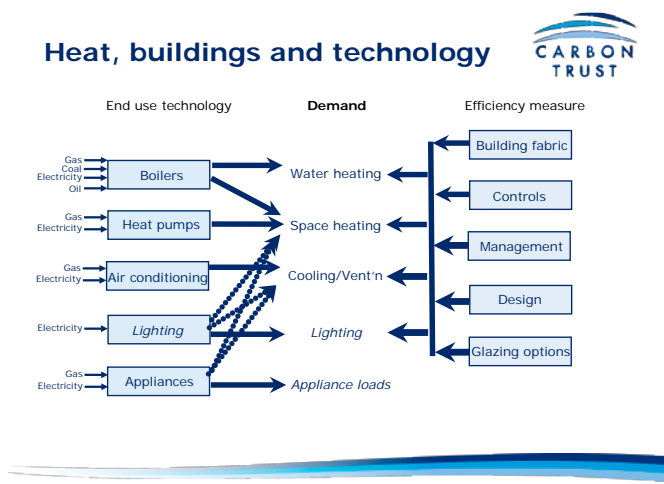 Heat, buildings and technology
CARBON
TRUST
End use technology
Demand
Efficiency measure
Gas
Coal
Electricity
Oil
Boilers
Water heating
Building fabric
Gas
Electricity
Heat pumps
Space heating
Controls
Gas
Electricity
Air conditioning
Cooling/Vent'n
Management
Electricity
Lighting
Lighting
Design
Gas
Electricity
Appliances
Appliance loads
Glazing options